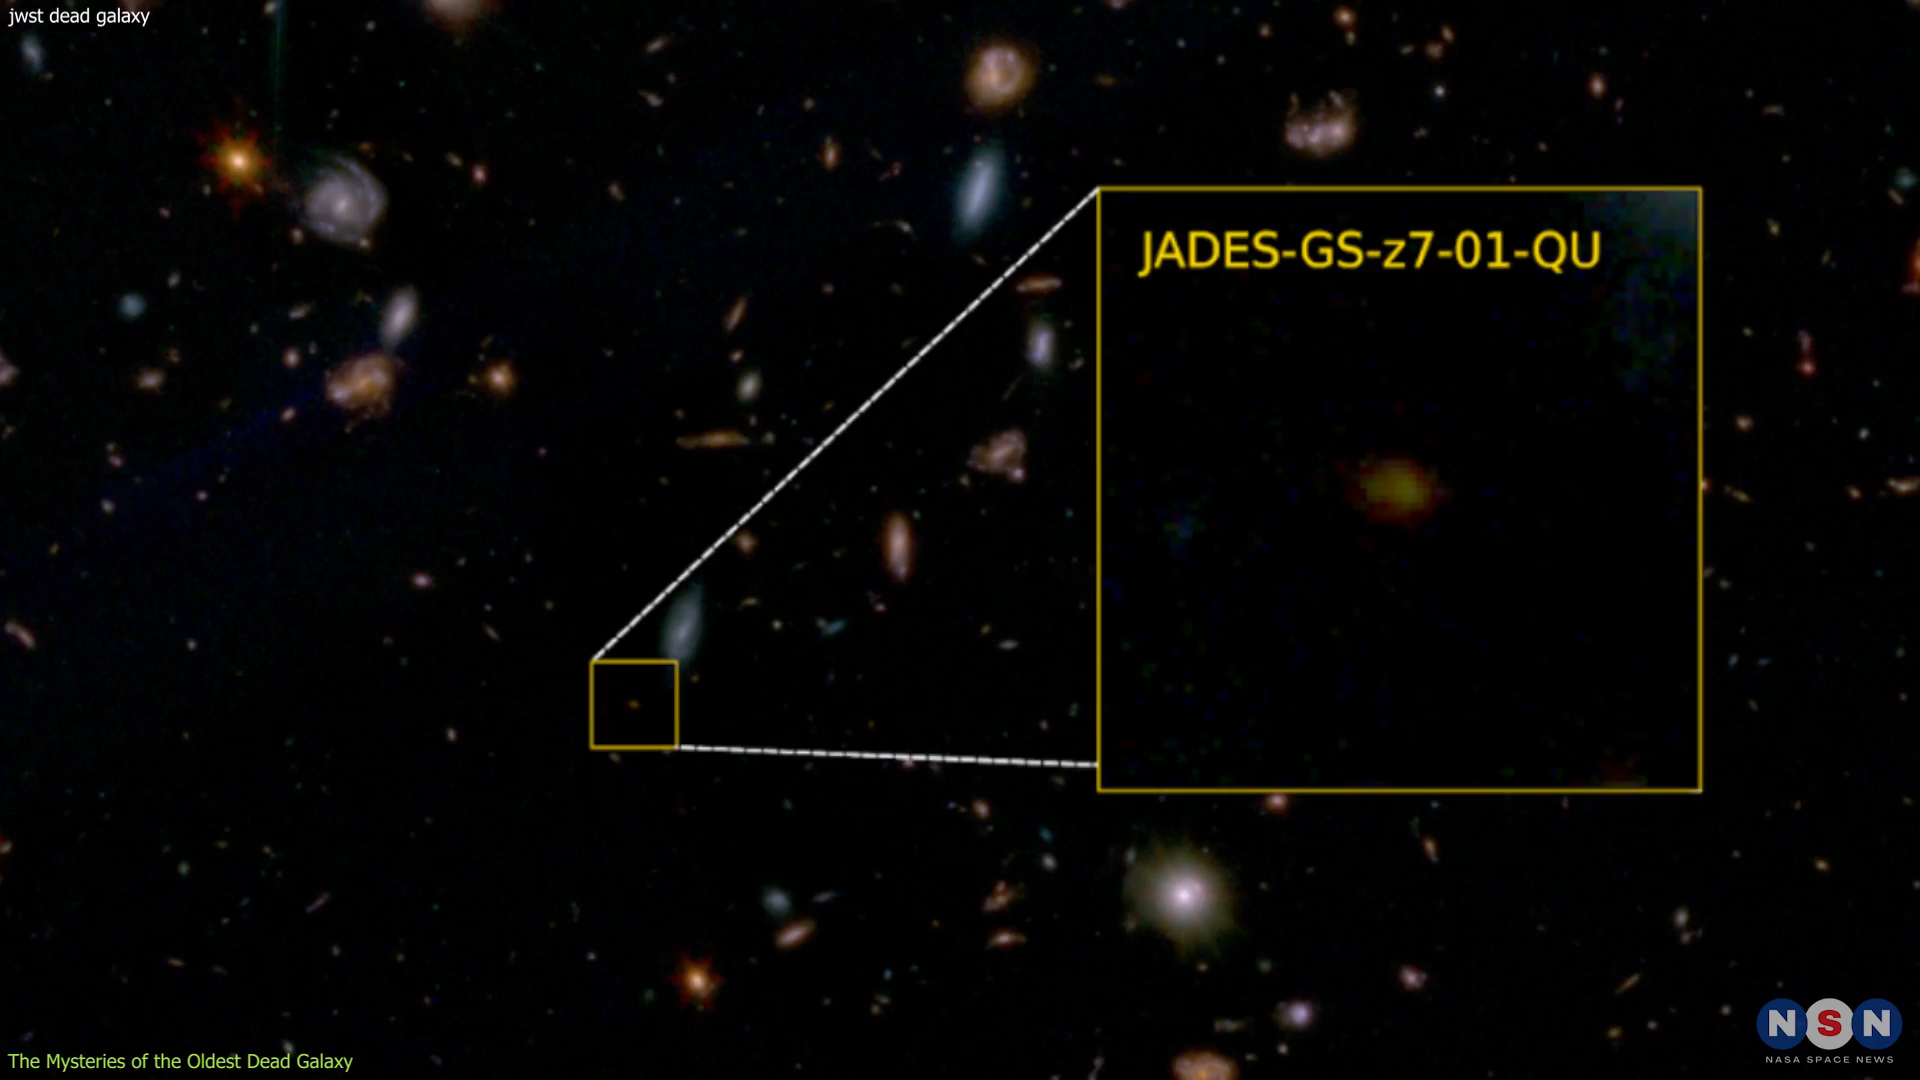 jwst dead galaxy
JADES-GS-z7-01-QU
The Mysteries of the Oldest Dead Galaxy
NSN
NASA SPACE NEWS